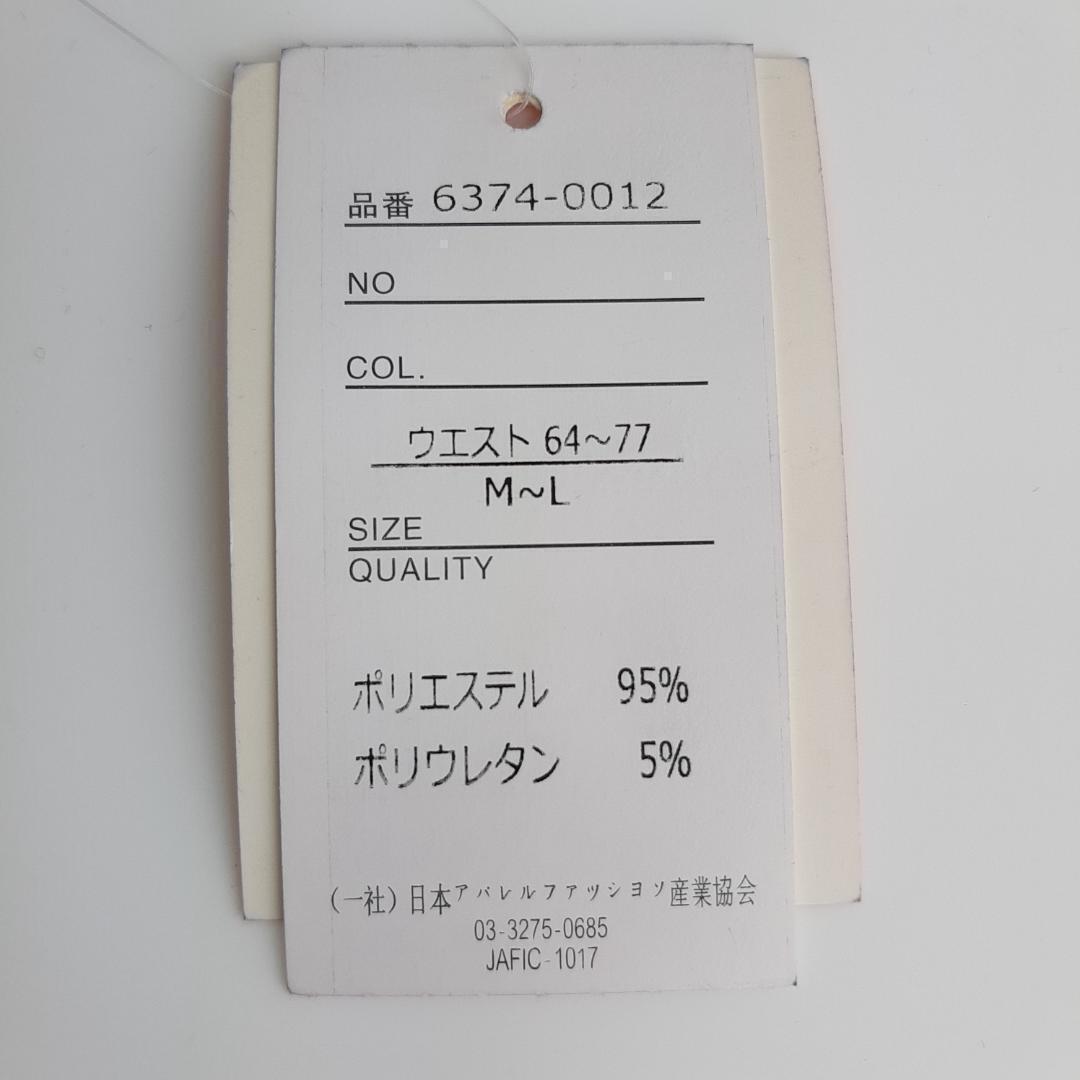 品番 6374-0012
NO
COL.
ウエスト 64～77
M～L
SIZE
QUALITY
ポリエステル 95%
ポリウレタン 5%
(一社)日本アパレルファッション産業協会
03-3275-0685
JAFIC-1017